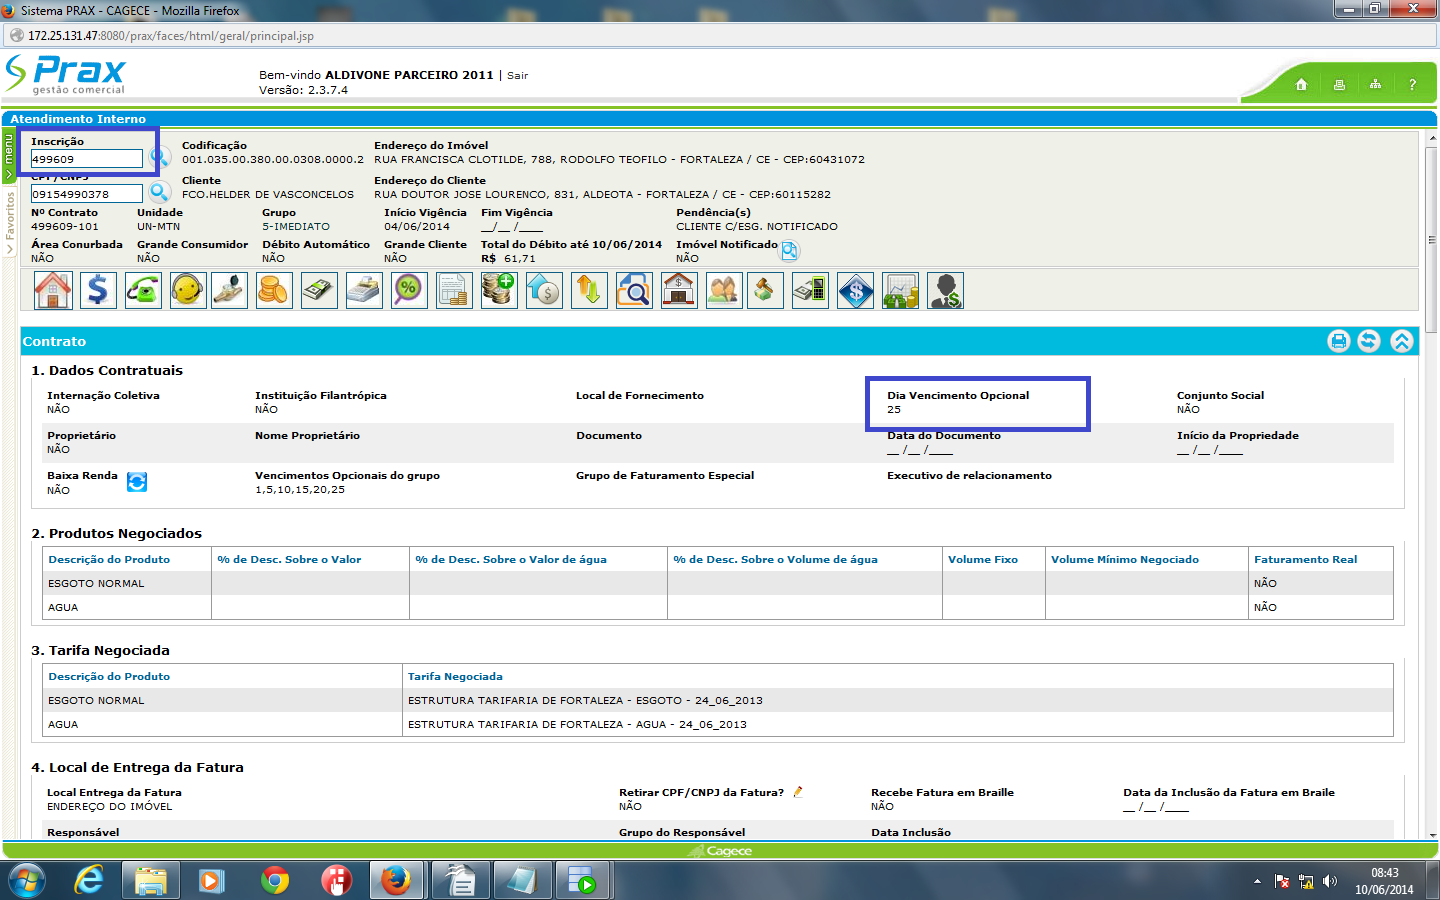 Sistema PRAX - CAGECE - Mozilla Firefox
172.25.131.47:8080/prax/faces/html/geral/principal.jsp
Prax
gestão comercial
Bem-vindo ALDIVONE PARCEIRO 2011 | Sair
Versão: 2.3.7.4
?
Atendimento Interno
menu
Favoritos
Inscrição Codificação Endereço do Imóvel
499609 001.035.00.380.00.0308.0000.2 RUA FRANCISCA CLOTILDE, 788, RODOLFO TEOFILO - FORTALEZA / CE - CEP:60431072
CPF/CNPJ Cliente Endereço do Cliente
09154990378 FCO.HELDER DE VASCONCELOS RUA DOUTOR JOSE LOURENCO, 831, ALDEOTA - FORTALEZA / CE - CEP:60115282
Nº Contrato Unidade Grupo Início Vigência Fim Vigência Pendência(s)
499609-101 UN-MTN 5-IMEDIATO 04/06/2014 __/__ /____ CLIENTE C/ESG. NOTIFICADO
Área Conurbada Grande Consumidor Débito Automático Grande Cliente Total do Débito até 10/06/2014 Imóvel Notificado
NÃO NÃO NÃO NÃO R$ 61,71 NÃO
Contrato
1. Dados Contratuais
Internação Coletiva Instituição Filantrópica Local de Fornecimento Dia Vencimento Opcional Conjunto Social
NÃO NÃO 25 NÃO
Proprietário Nome Proprietário Documento Data do Documento Início da Propriedade
NÃO __ /__ /____ __ /__ /____
Baixa Renda Vencimentos Opcionais do grupo Grupo de Faturamento Especial Executivo de relacionamento
NÃO 1,5,10,15,20,25
2. Produtos Negociados
Descrição do Produto % de Desc. Sobre o Valor % de Desc. Sobre o Valor de água % de Desc. Sobre o Volume de água Volume Fixo Volume Mínimo Negociado Faturamento Real
ESGOTO NORMAL NÃO
AGUA NÃO
3. Tarifa Negociada
Descrição do Produto Tarifa Negociada
ESGOTO NORMAL ESTRUTURA TARIFARIA DE FORTALEZA - ESGOTO - 24_06_2013
AGUA ESTRUTURA TARIFARIA DE FORTALEZA - AGUA - 24_06_2013
4. Local de Entrega da Fatura
Local Entrega da Fatura Retirar CPF/CNPJ da Fatura? Recebe Fatura em Braille Data da Inclusão da Fatura em Braile
ENDEREÇO DO IMÓVEL NÃO NÃO __ /__ /____
Responsável Grupo do Responsável Data Inclusão
Cagece
08:43
10/06/2014